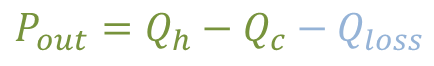 P_out = Q_h − Q_c − Q_loss